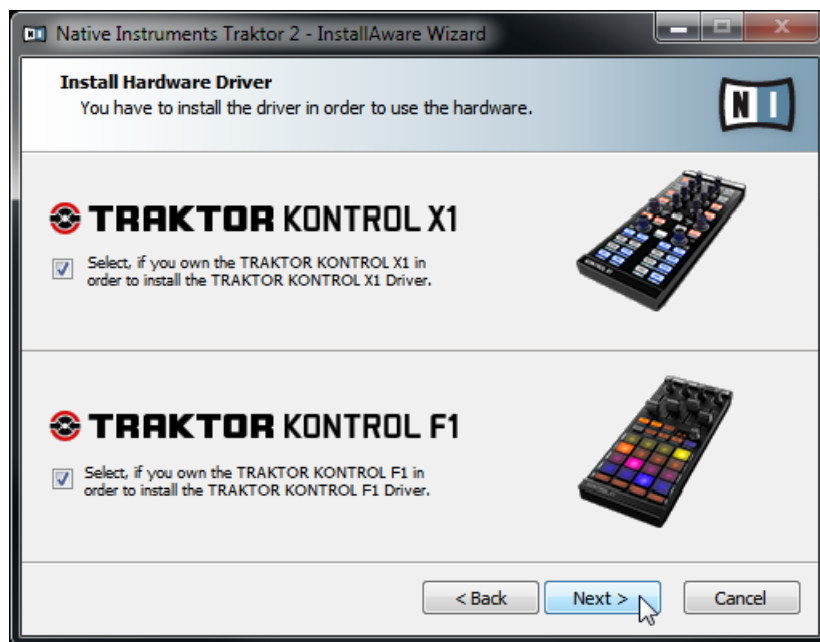 Native Instruments Traktor 2 - InstallAware Wizard
Install Hardware Driver
You have to install the driver in order to use the hardware.
N I
TRAKTOR KONTROL X1
Select, if you own the TRAKTOR KONTROL X1 in
order to install the TRAKTOR KONTROL X1 Driver.
TRAKTOR KONTROL F1
Select, if you own the TRAKTOR KONTROL F1 in
order to install the TRAKTOR KONTROL F1 Driver.
< Back
Next >
Cancel